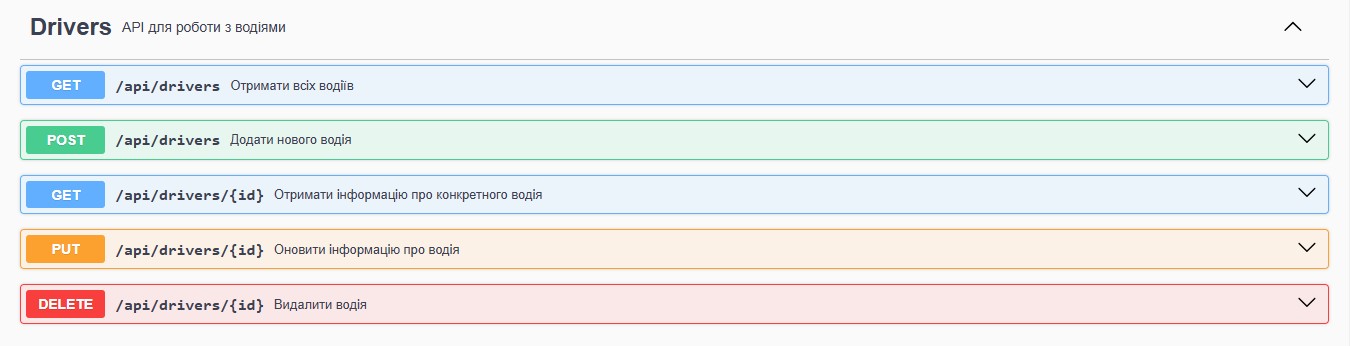 Drivers API для роботи з водіями
GET /api/drivers Отримати всіх водіїв
POST /api/drivers Додати нового водія
GET /api/drivers/{id} Отримати інформацію про конкретного водія
PUT /api/drivers/{id} Оновити інформацію про водія
DELETE /api/drivers/{id} Видалити водія